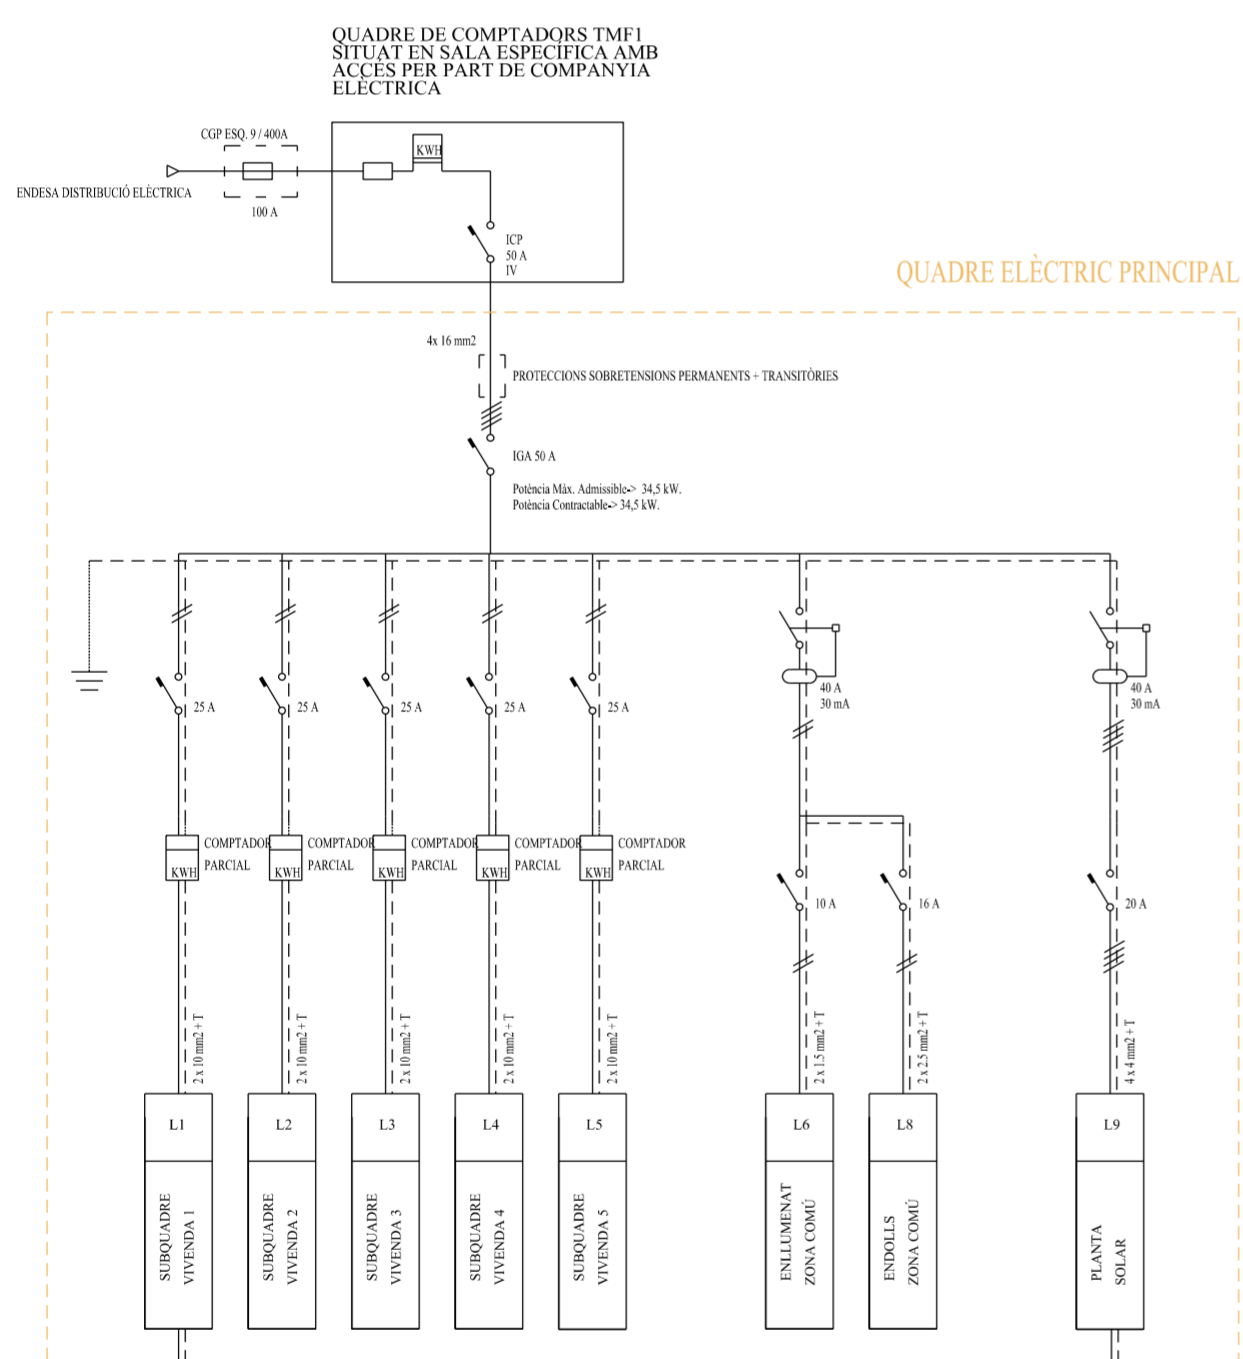 QUADRE DE COMPTADORS TMF1
SITUAT EN SALA ESPECÍFICA AMB
ACCÉS PER PART DE COMPANYIA
ELÈCTRICA
CGP ESQ. 9 / 400A
KWH
ENDESA DISTRIBUCIÓ ELÈCTRICA
100 A
ICP
50 A
IV
QUADRE ELÈCTRIC PRINCIPAL
4x 16 mm2
PROTECCIONS SOBRETENSIONS PERMANENTS + TRANSITÒRIES
IGA 50 A
Potència Máx. Admissible-> 34,5 kW.
Potència Contractable-> 34,5 kW.
25 A
25 A
25 A
25 A
25 A
40 A
30 mA
40 A
30 mA
COMPTADOR
PARCIAL
KWH
COMPTADOR
PARCIAL
KWH
COMPTADOR
PARCIAL
KWH
COMPTADOR
PARCIAL
KWH
COMPTADOR
PARCIAL
KWH
10 A
16 A
20 A
2 x 10 mm2 + T
2 x 10 mm2 + T
2 x 10 mm2 + T
2 x 10 mm2 + T
2 x 10 mm2 + T
2 x 1.5 mm2 + T
2 x 2.5 mm2 + T
4 x 4 mm2 + T
L1
L2
L3
L4
L5
L6
L8
L9
SUBQUADRE
VIVENDA 1
SUBQUADRE
VIVENDA 2
SUBQUADRE
VIVENDA 3
SUBQUADRE
VIVENDA 4
SUBQUADRE
VIVENDA 5
ENLLUMENAT
ZONA COMÚ
ENDOLLS
ZONA COMÚ
PLANTA
SOLAR